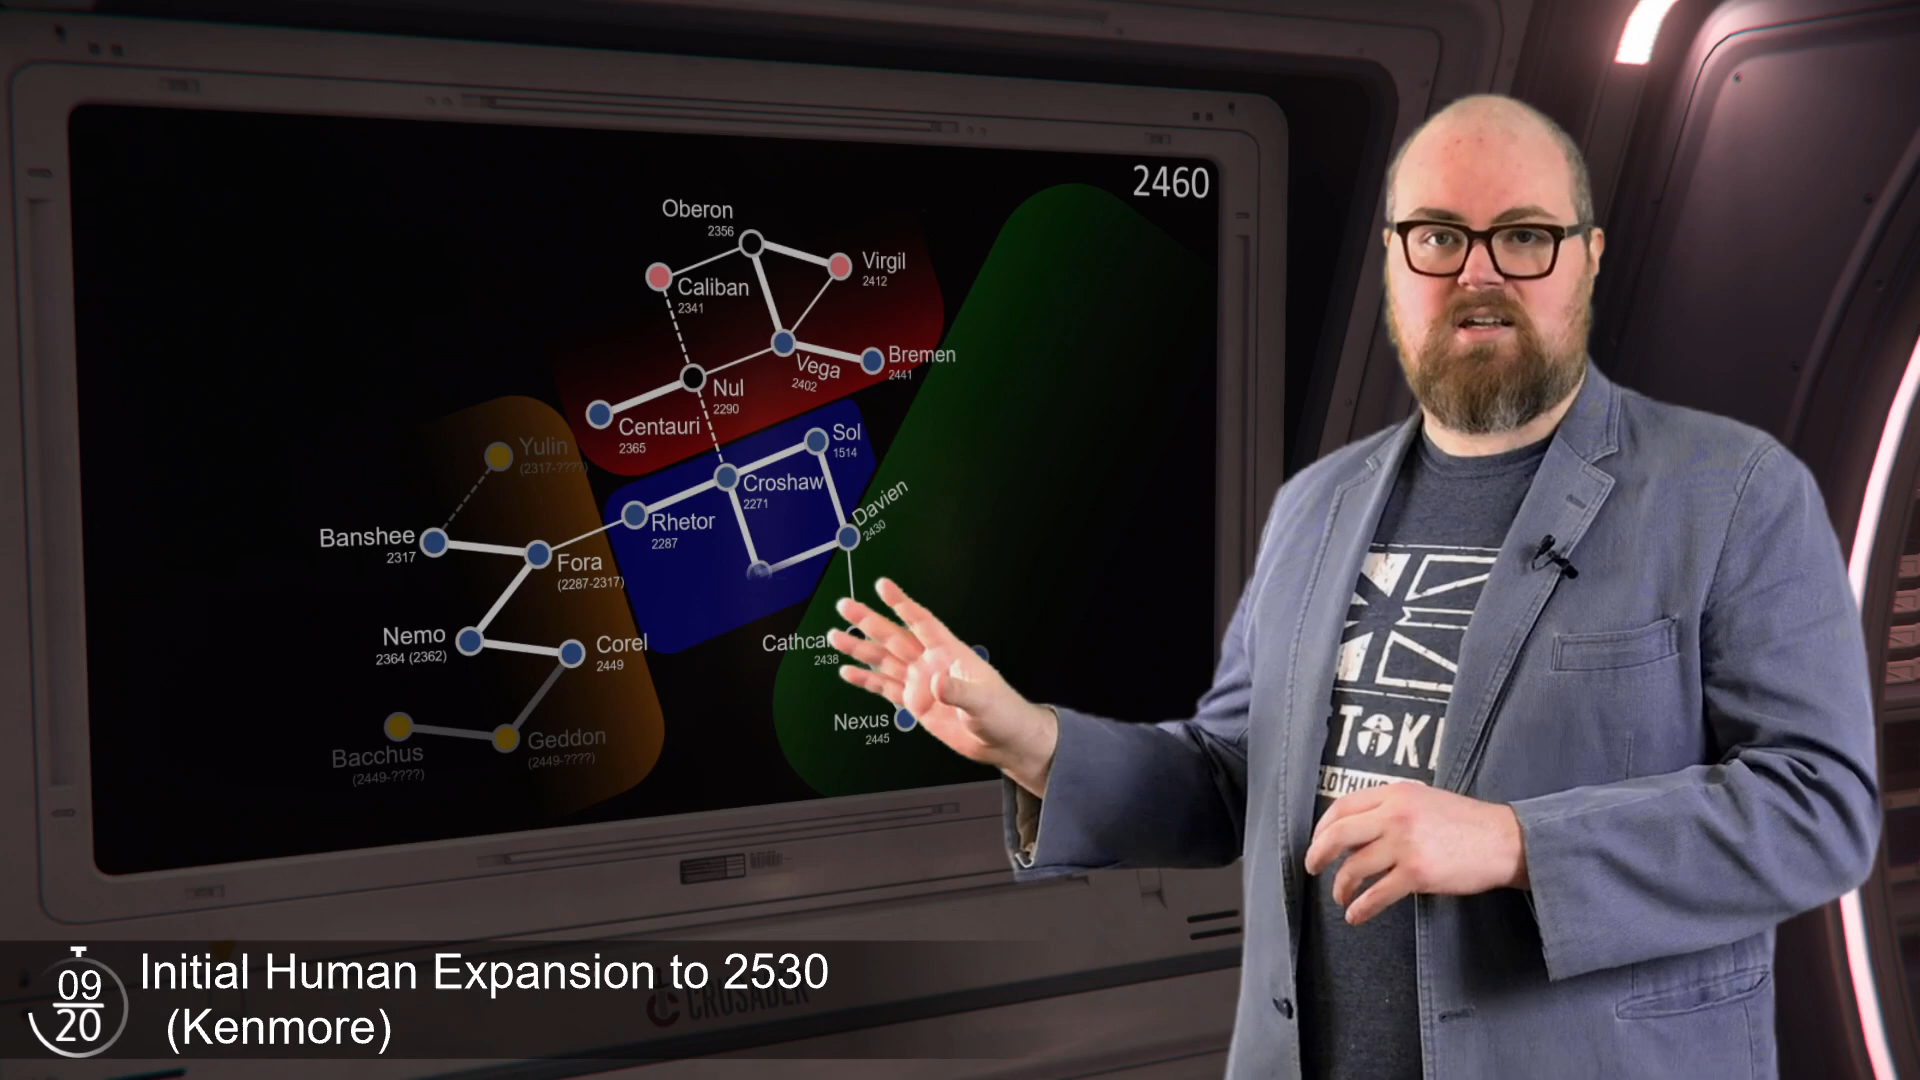 2460
Oberon
2356
Virgil
2412
Caliban
2341
Bremen
2441
Vega
2402
Nul
2290
Centauri
2365
Sol
1514
Yulin
(2317-????)
Croshaw
2271
Davien
2430
Rhetor
2287
Banshee
2317
Fora
(2287-2317)
Nemo
2364 (2362)
Corel
2449
2438
Nexus
2445
Geddon
(2449-????)
Bacchus
(2449-????)
09
20
Initial Human Expansion to 2530
(Kenmore)
CRUSADER